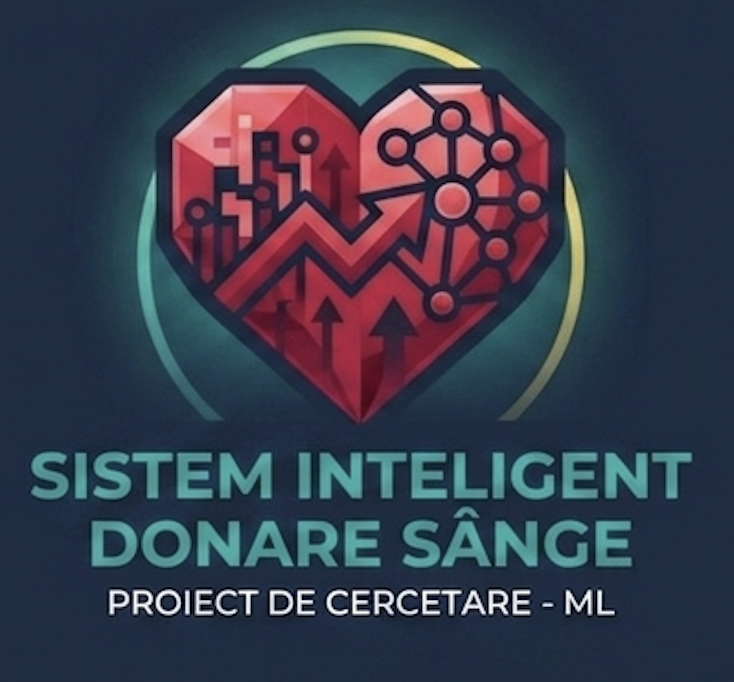 SISTEM INTELIGENT
DONARE SÂNGE
PROIECT DE CERCETARE - ML